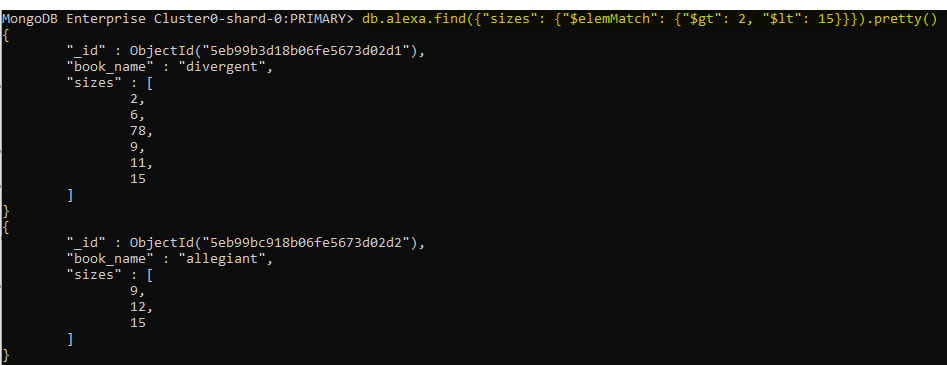 MongoDB Enterprise Cluster0-shard-0:PRIMARY> db.alexa.find({"sizes": {"$elemMatch": {"$gt": 2, "$lt": 15}}}).pretty()
{
        "_id" : ObjectId("5eb99b3d18b06fe5673d02d1"),
        "book_name" : "divergent",
        "sizes" : [
                2,
                6,
                78,
                9,
                11,
                15
        ]
}
{
        "_id" : ObjectId("5eb99bc918b06fe5673d02d2"),
        "book_name" : "allegiant",
        "sizes" : [
                9,
                12,
                15
        ]
}